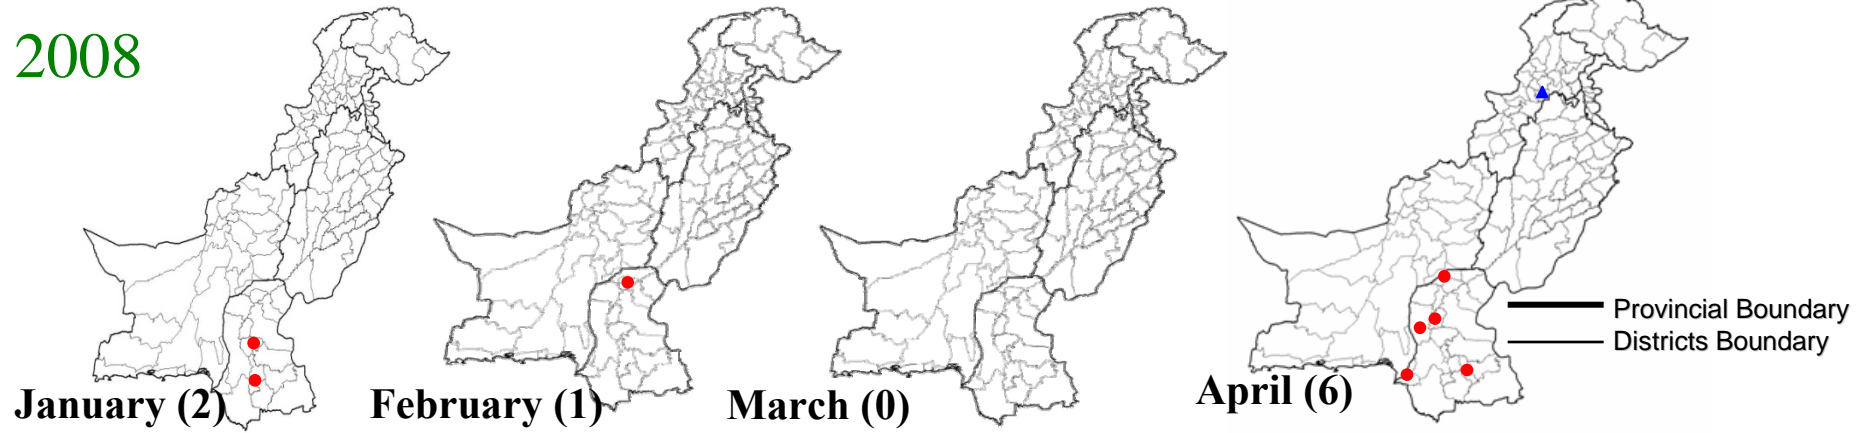 2008
January (2)
February (1)
March (0)
April (6)
Provincial Boundary
Districts Boundary